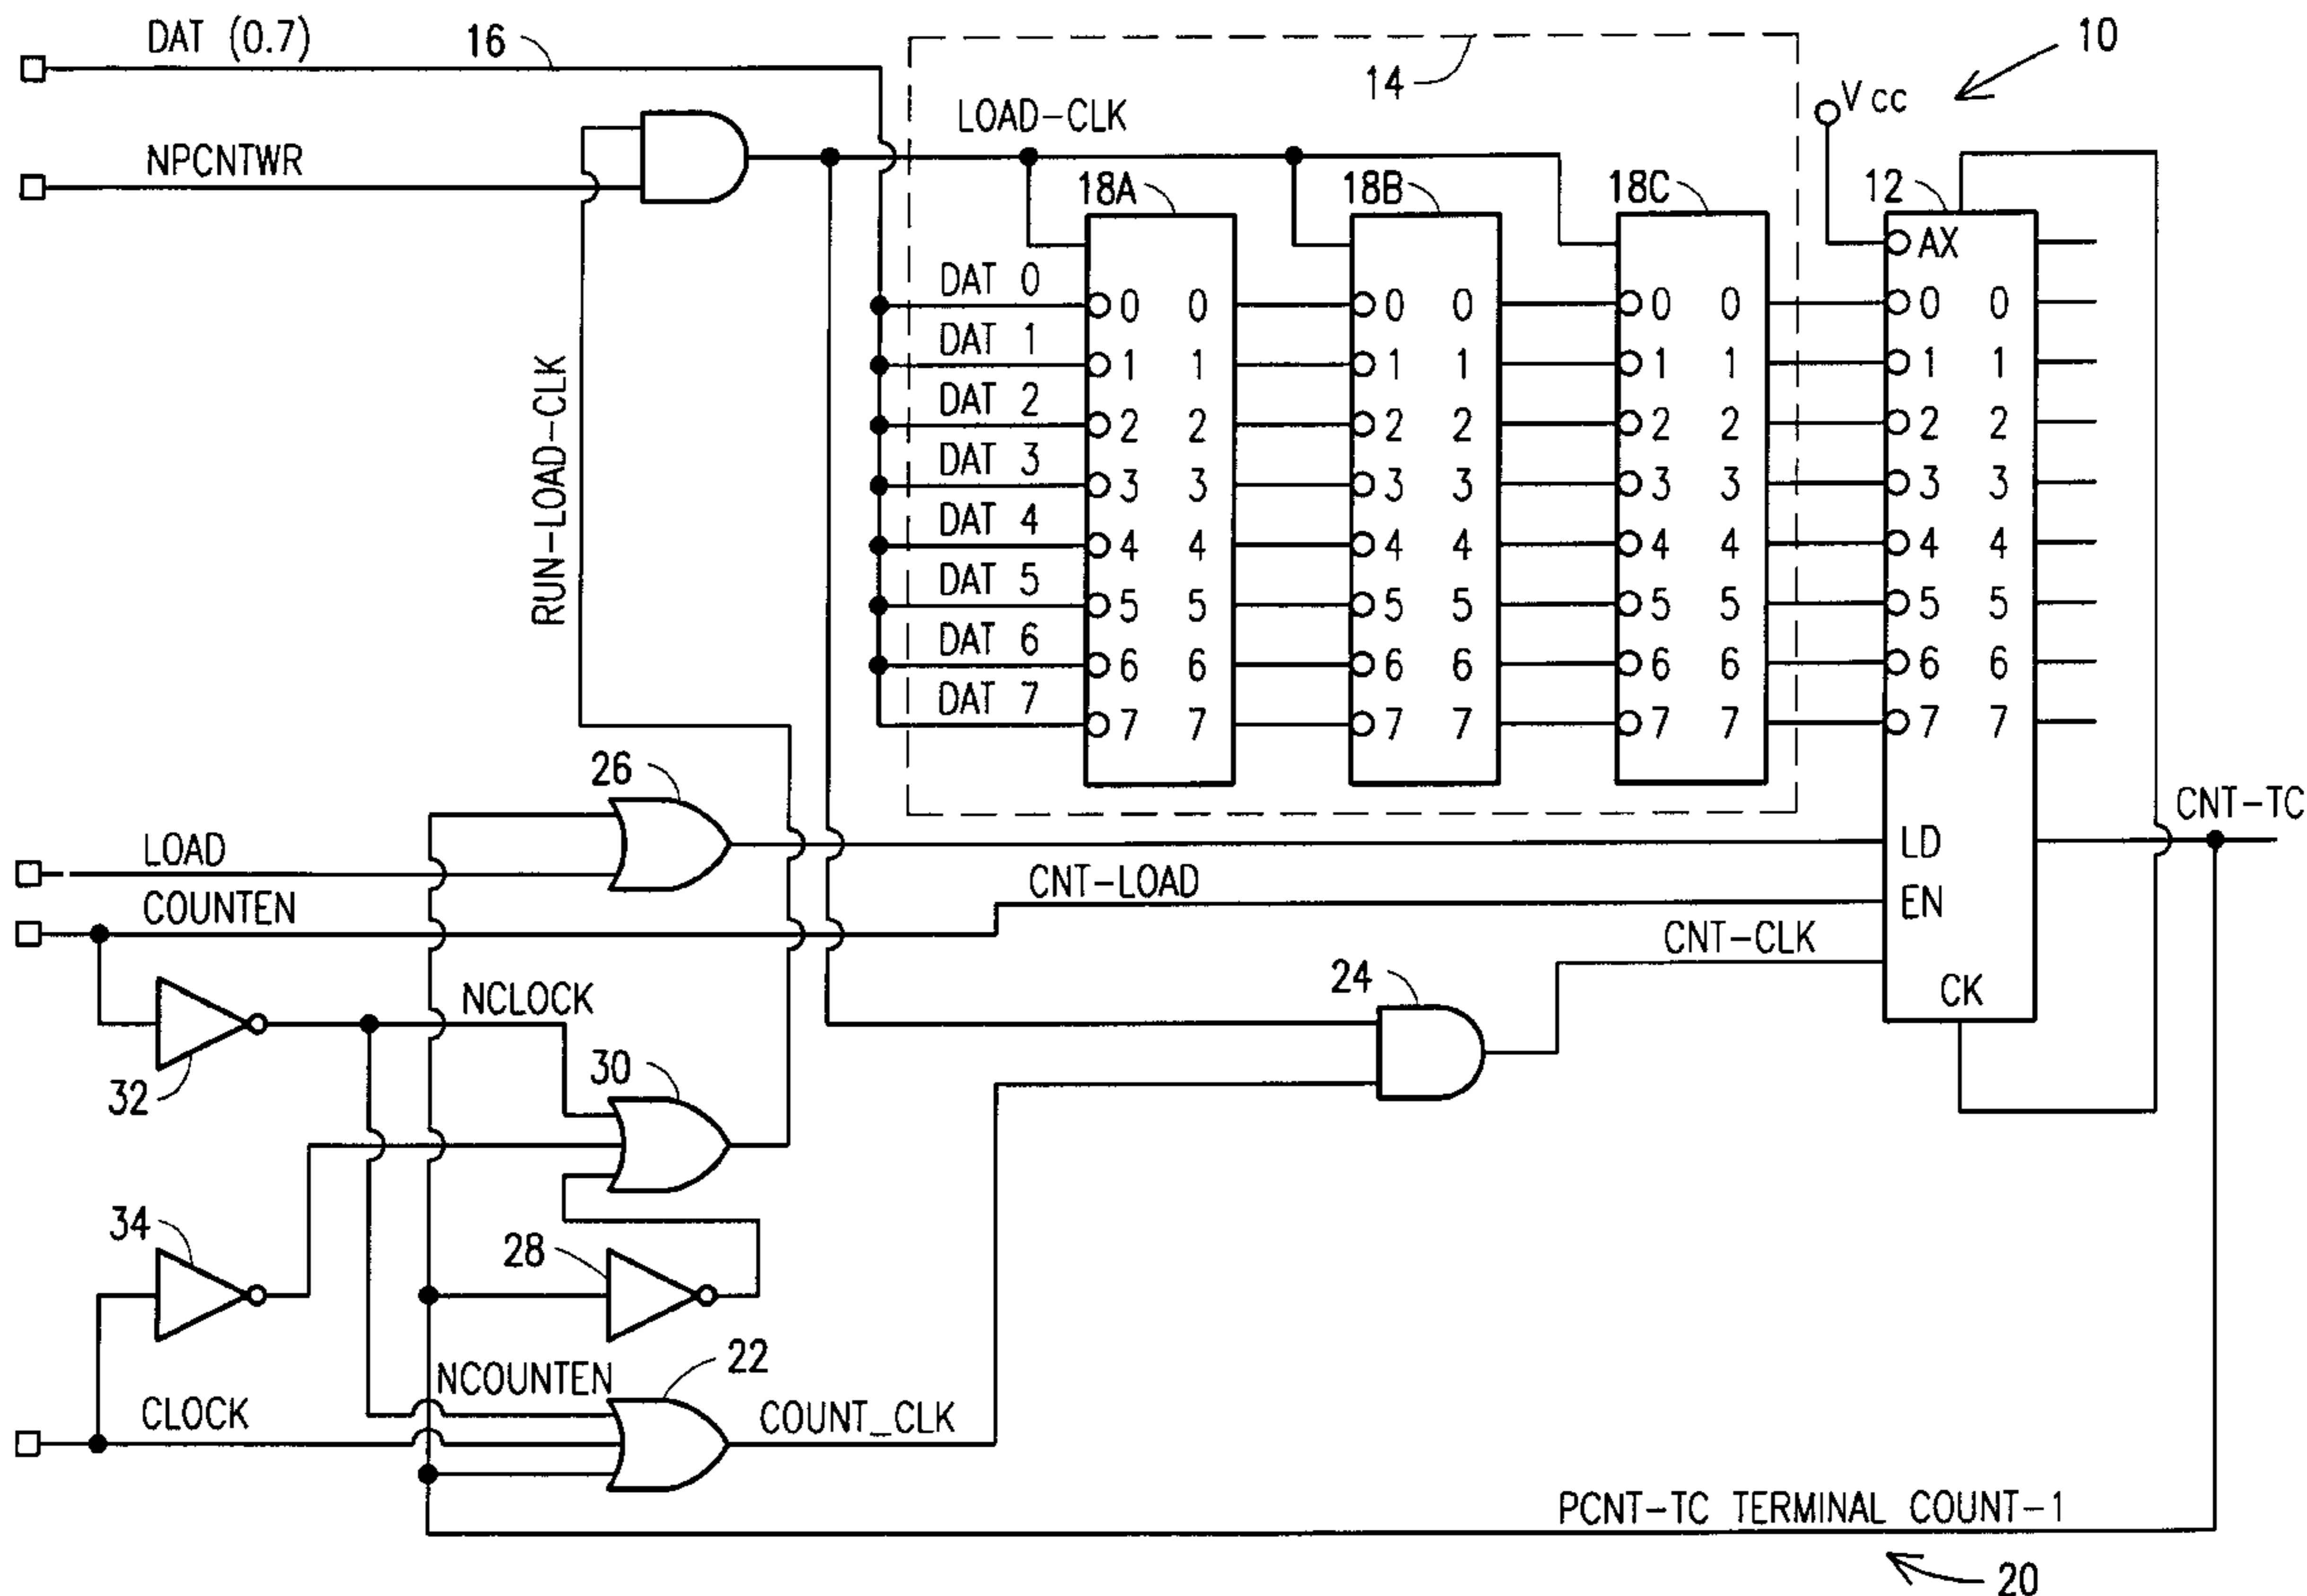 DAT (0.7)
16
14
10
NPCNTWR
LOAD-CLK
Vcc
18A
18B
18C
12
AX
DAT 0
DAT 1
DAT 2
DAT 3
DAT 4
DAT 5
DAT 6
DAT 7
0 0 0 0 0 0 0 0
1 1 1 1 1 1 1 1
2 2 2 2 2 2 2 2
3 3 3 3 3 3 3 3
4 4 4 4 4 4 4 4
5 5 5 5 5 5 5 5
6 6 6 6 6 6 6 6
7 7 7 7 7 7 7 7
RUN-LOAD-CLK
26
CNT-TC
LOAD
LD
COUNTEN
CNT-LOAD
EN
CNT-CLK
24
CK
NCLOCK
32
30
34
28
22
NCOUNTEN
CLOCK
COUNT_CLK
PCNT-TC TERMINAL COUNT-1
20